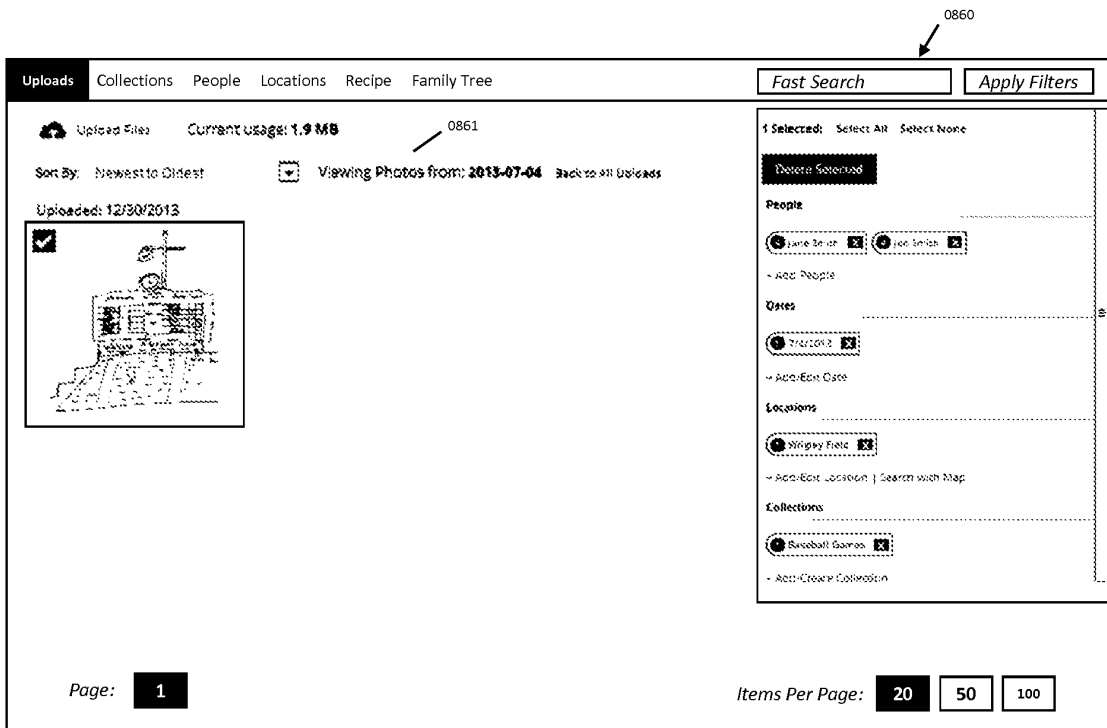 0860
Uploads Collections People Locations Recipe Family Tree Fast Search Apply Filters
Upload Files Current usage: 1.9 MB 0861
1 Selected: Select All Select None
Sort By: Newest to Oldest Viewing Photos from: 2013-07-04 Back to All Uploads
Delete Selected
Uploaded: 12/30/2013
People
Jane Smith Smith
+ Add People
Dates
+ Add/Edit Date
Locations
Wrigley Field
+ Add/Edit Location | Search with Map
Collections
Baseball Games
+ Add/Create Collection
Page: 1 Items Per Page: 20 50 100